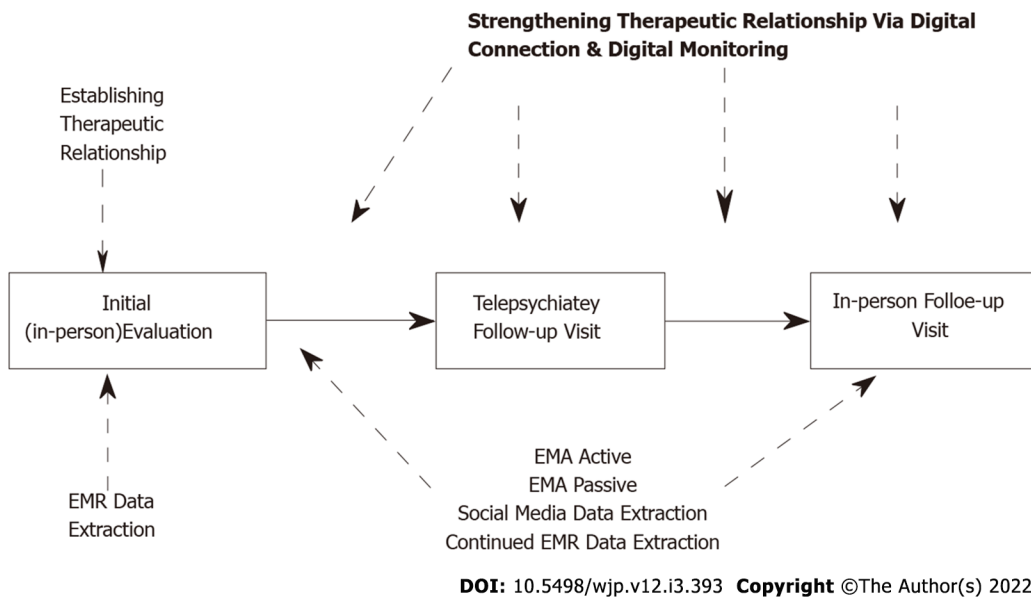 Strengthening Therapeutic Relationship Via Digital
Connection & Digital Monitoring
Establishing
Therapeutic
Relationship
Initial
(in-person)Evaluation
Telepsychiatey
Follow-up Visit
In-person Folloe-up
Visit
EMR Data
Extraction
EMA Active
EMA Passive
Social Media Data Extraction
Continued EMR Data Extraction
DOI: 10.5498/wjp.v12.i3.393 Copyright ©The Author(s) 2022